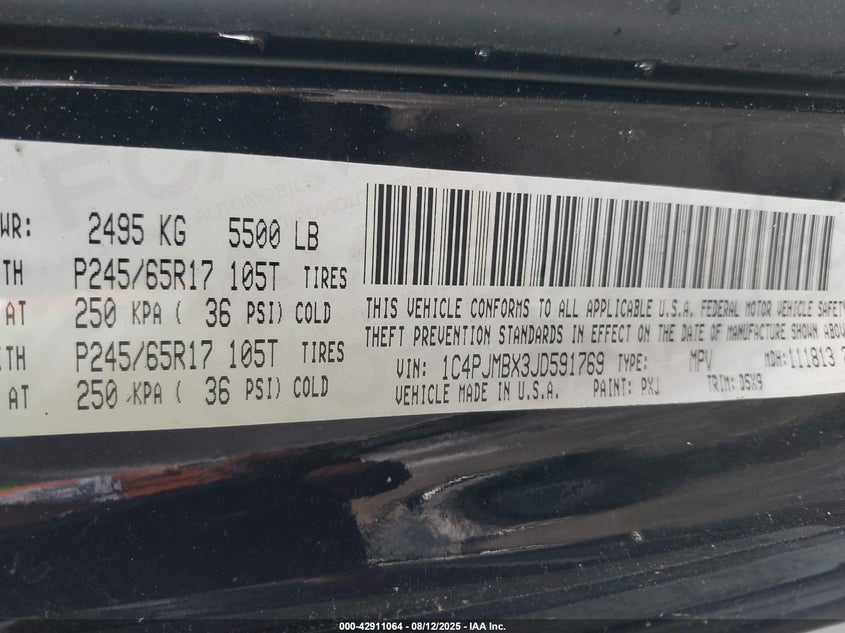 WR: 2495 KG 5500 LB
TH P245/65R17 105T TIRES
AT 250 KPA ( 36 PSI) COLD
ITH P245/65R17 105T TIRES
AT 250 KPA ( 36 PSI) COLD
THIS VEHICLE CONFORMS TO ALL APPLICABLE U.S.A. FEDERAL MOTOR VEHICLE SAFETY
THEFT PREVENTION STANDARDS IN EFFECT ON THE DATE OF MANUFACTURE SHOWN ABO
VIN: 1C4PJMBX3JD591769 TYPE: MPV MDH: 111813
VEHICLE MADE IN U.S.A. PAINT: PXJ TRIM: D5X9
000-42911064 - 08/12/2025 - IAA Inc.